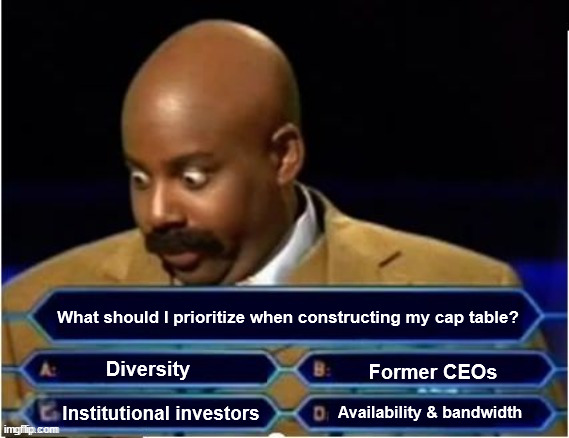 What should I prioritize when constructing my cap table?
A: Diversity
B: Former CEOs
Institutional investors
D: Availability & bandwidth
imgflip.com